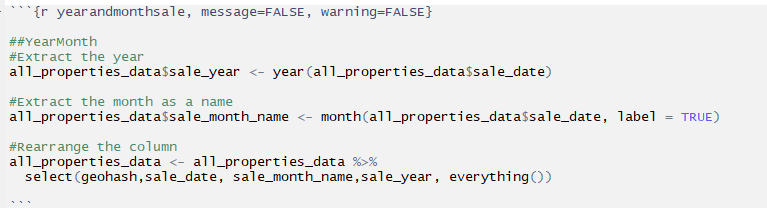 ```{r yearandmonthsale, message=FALSE, warning=FALSE}
##YearMonth
#Extract the year
all_properties_data$sale_year <- year(all_properties_data$sale_date)
#Extract the month as a name
all_properties_data$sale_month_name <- month(all_properties_data$sale_date, label = TRUE)
#Rearrange the column
all_properties_data <- all_properties_data %>%
  select(geohash,sale_date, sale_month_name,sale_year, everything())
```